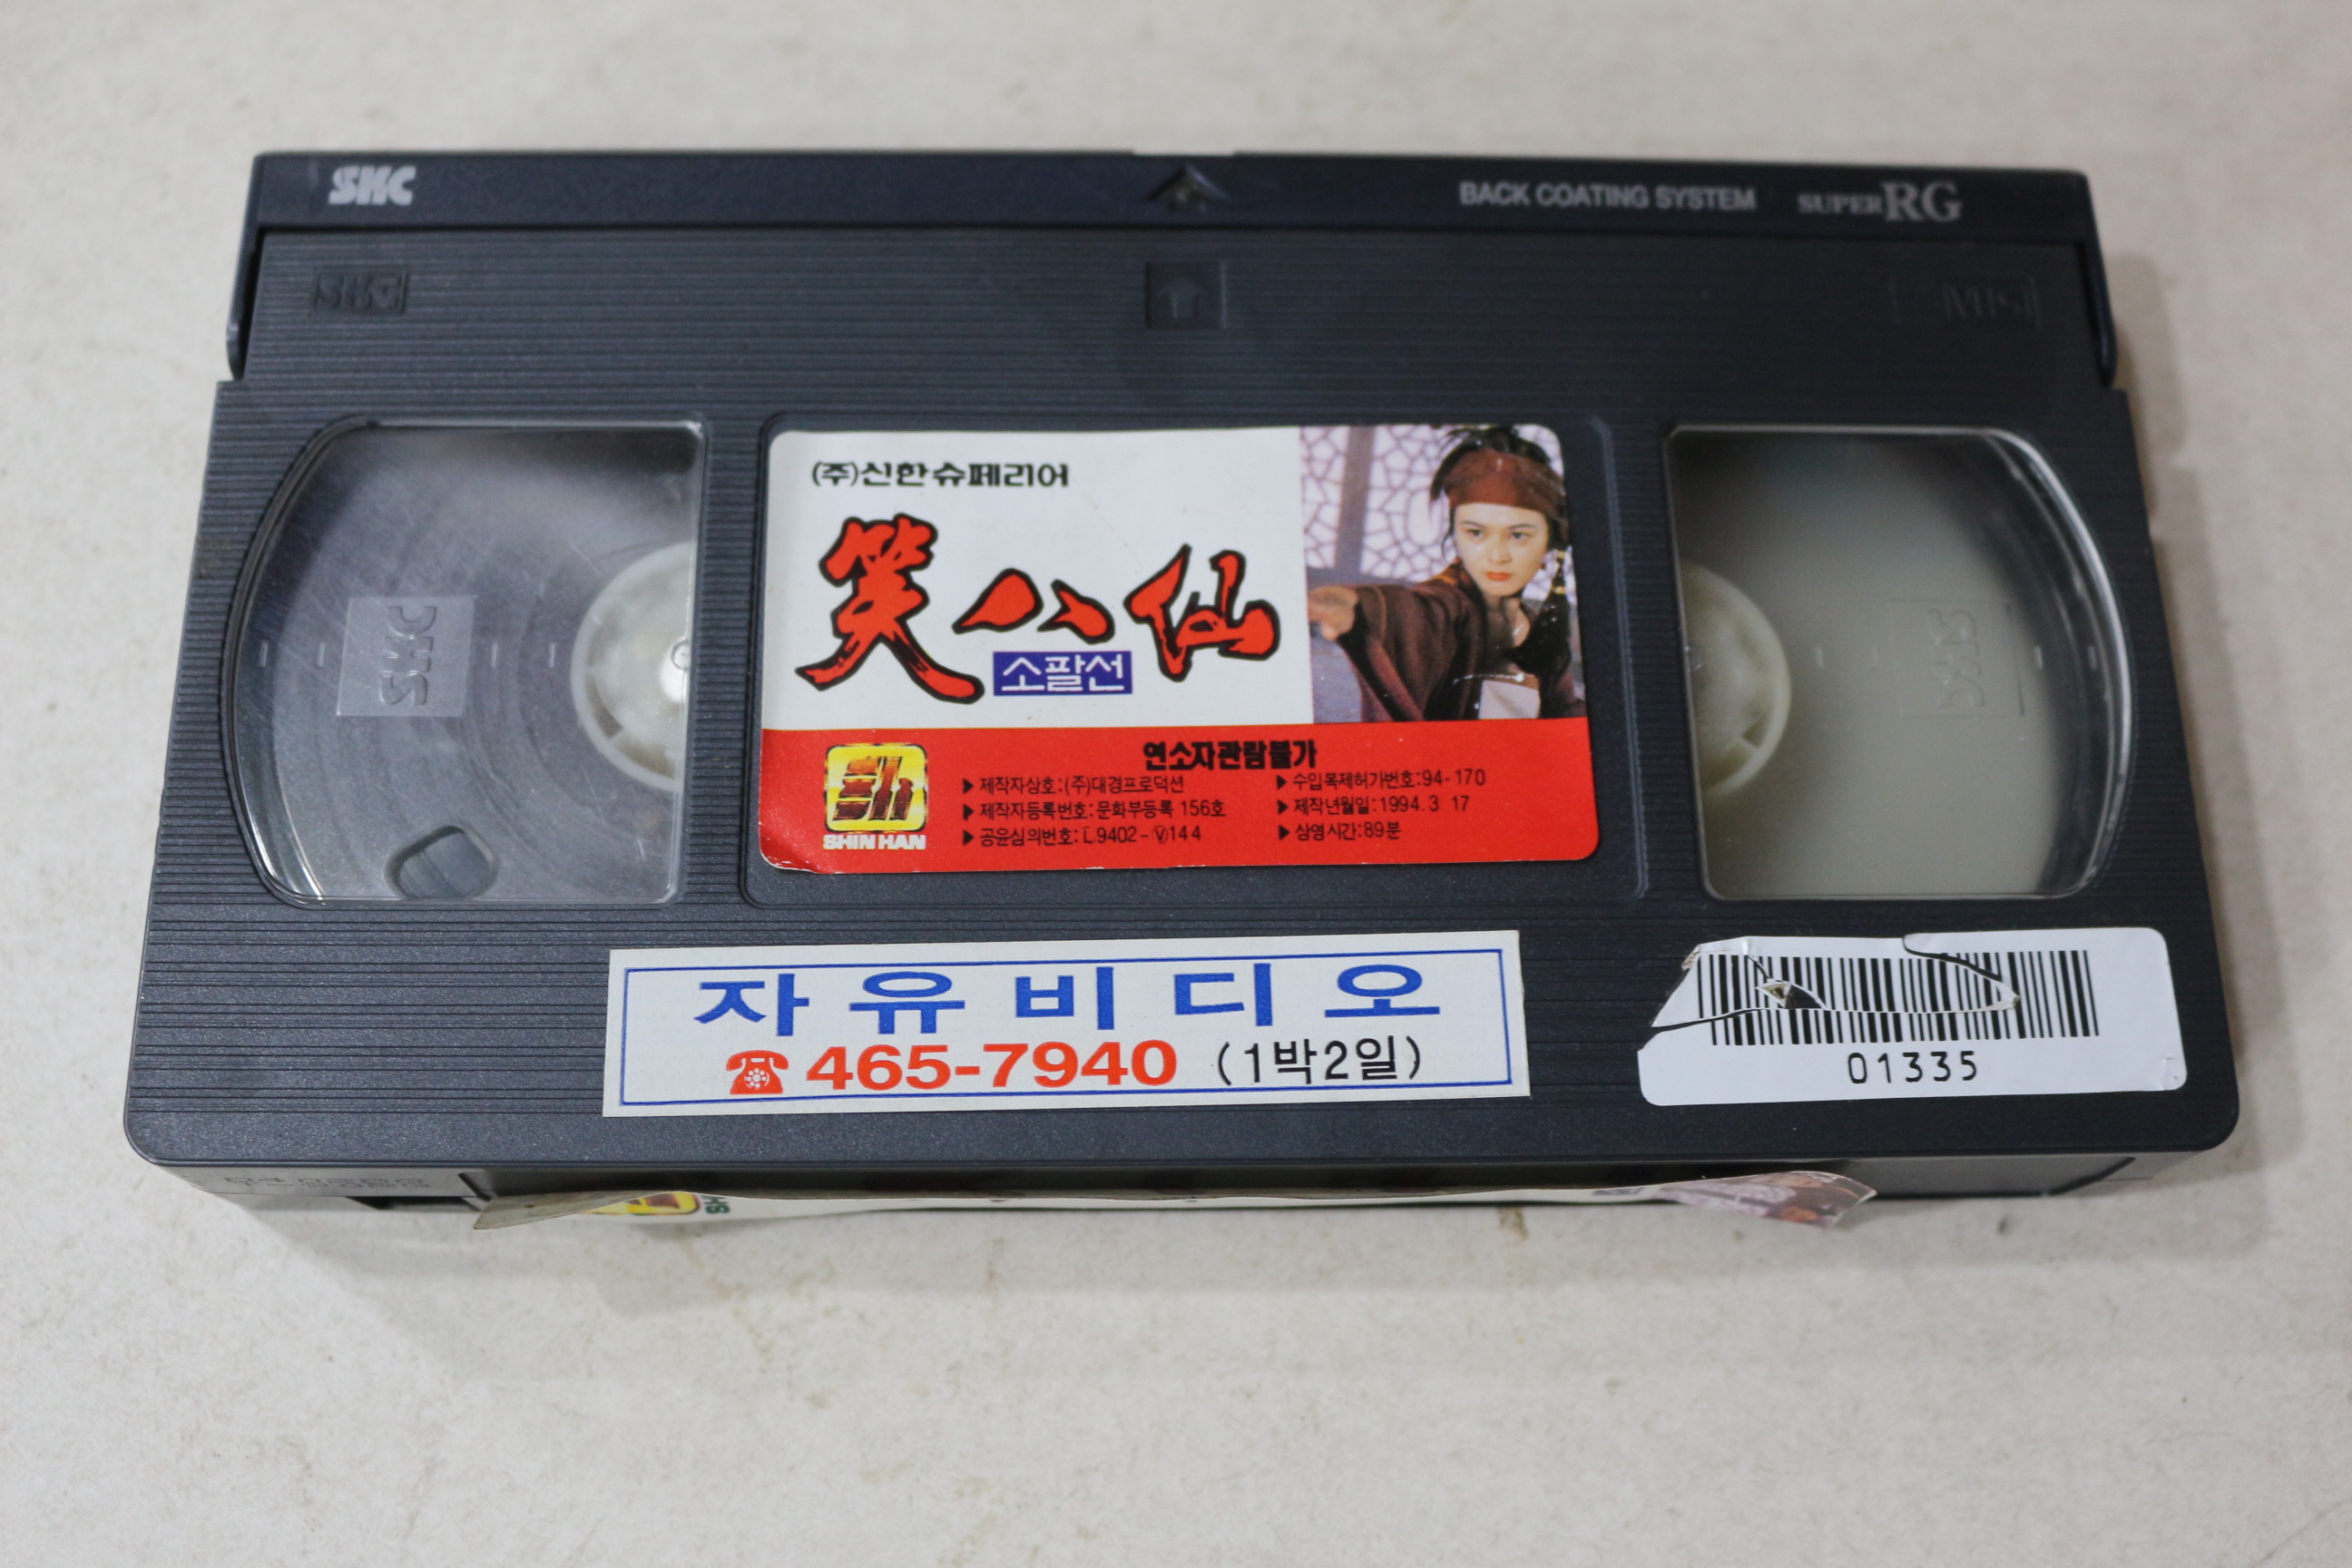 SKC
BACK COATING SYSTEM SUPER RG
SKC
(주)신한슈페리어
笑八仙
소팔선
연소자관람불가
▶제작자상호:(주)대경프로덕션
▶수입복제허가번호:94-170
▶제작자등록번호:문화부등록 156호
▶제작년월일:1994.3 17
▶공윤심의번호:L9402-Ⓥ144
▶상영시간:89분
SHIN HAN
자유비디오
☎465-7940 (1박2일)
01335